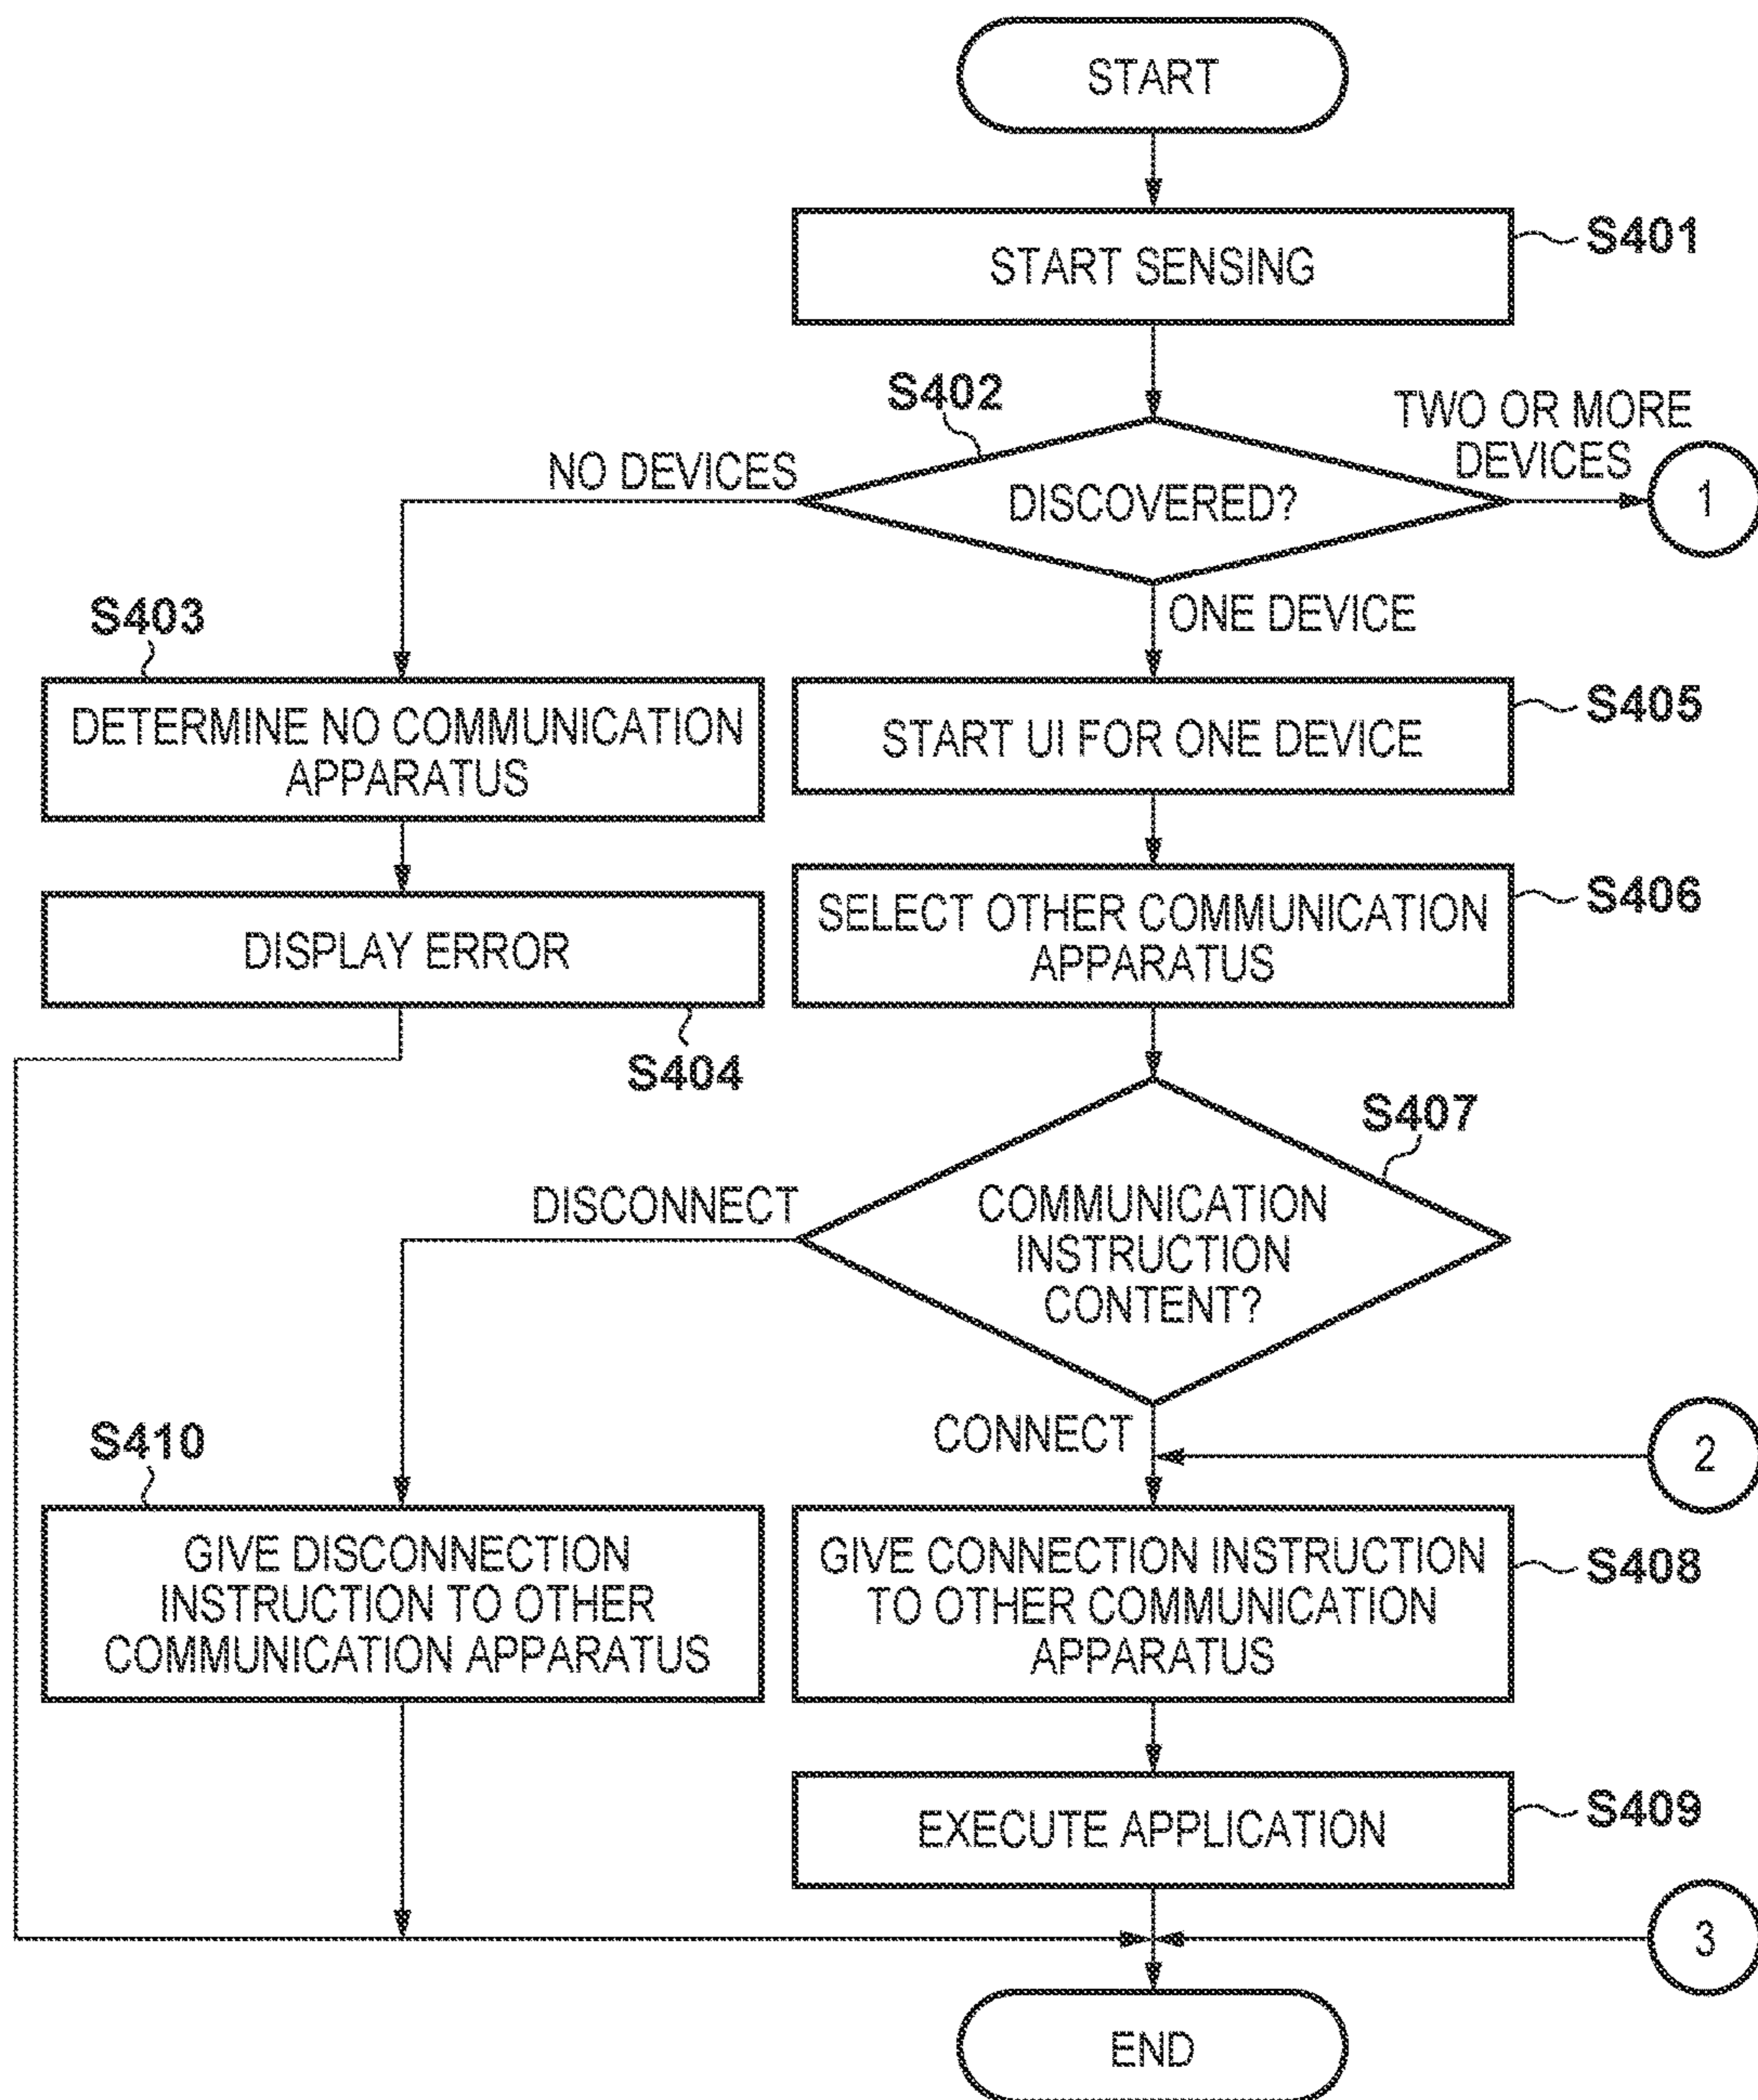 START
START SENSING
S401
S402
DISCOVERED?
NO DEVICES
TWO OR MORE
DEVICES
1
ONE DEVICE
S403
DETERMINE NO COMMUNICATION
APPARATUS
START UI FOR ONE DEVICE
S405
DISPLAY ERROR
S404
SELECT OTHER COMMUNICATION
APPARATUS
S406
S407
COMMUNICATION
INSTRUCTION
CONTENT?
DISCONNECT
CONNECT
2
S410
GIVE DISCONNECTION
INSTRUCTION TO OTHER
COMMUNICATION APPARATUS
GIVE CONNECTION INSTRUCTION
TO OTHER COMMUNICATION
APPARATUS
S408
EXECUTE APPLICATION
S409
3
END